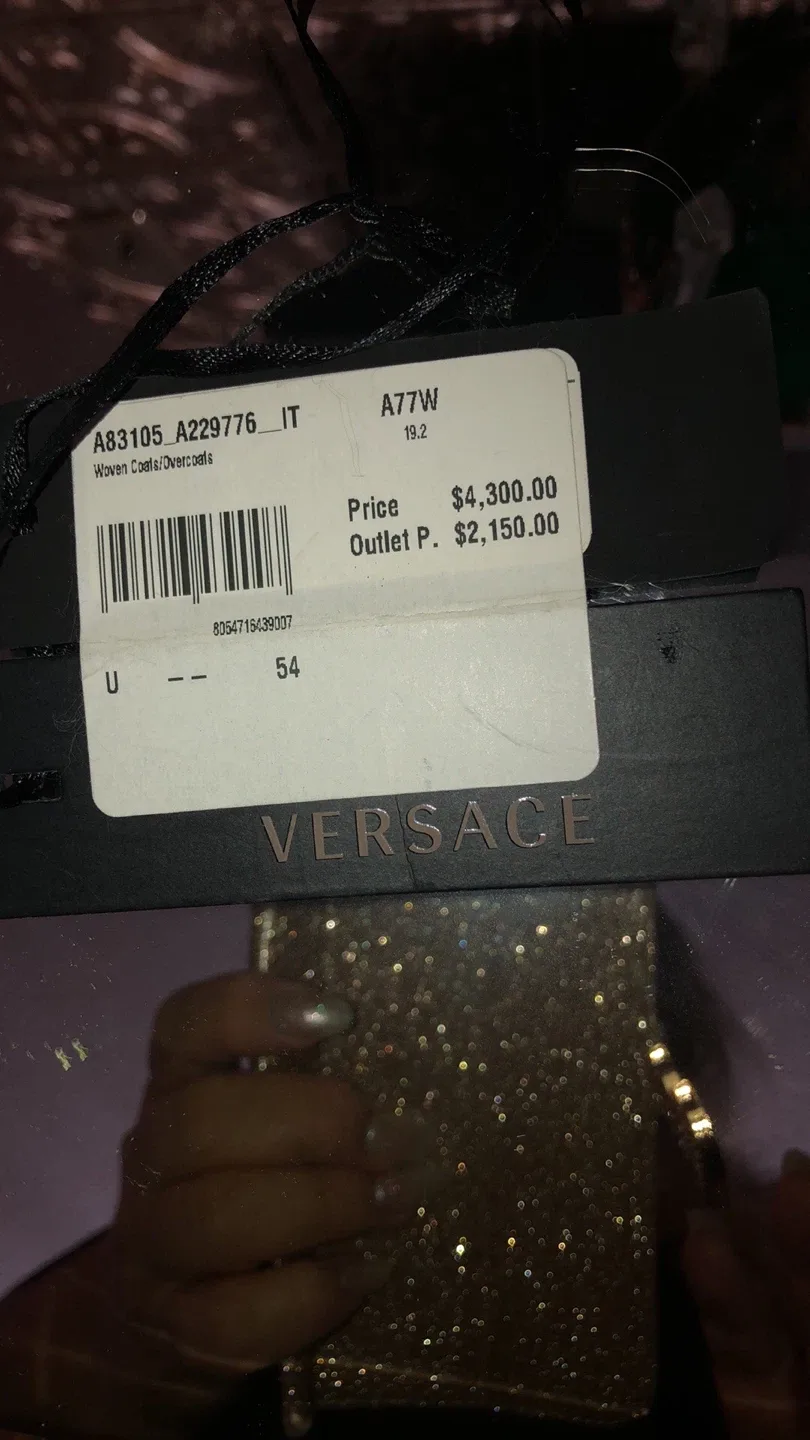 A83105_A229776__IT A77W
Woven Coats/Overcoats 19.2
Price $4,300.00
Outlet P. $2,150.00
8054716439007
U -- 54
VERSACE